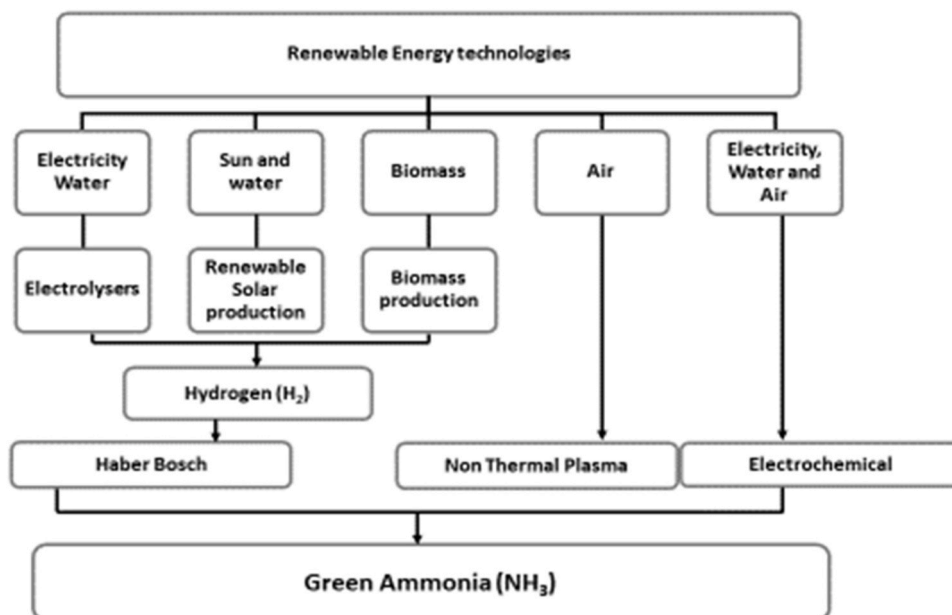 Renewable Energy technologies
Electricity
Water
Sun and
water
Biomass
Air
Electricity,
Water and
Air
Electrolysers
Renewable
Solar
production
Biomass
production
Hydrogen (H₂)
Haber Bosch
Non Thermal Plasma
Electrochemical
Green Ammonia (NH₃)